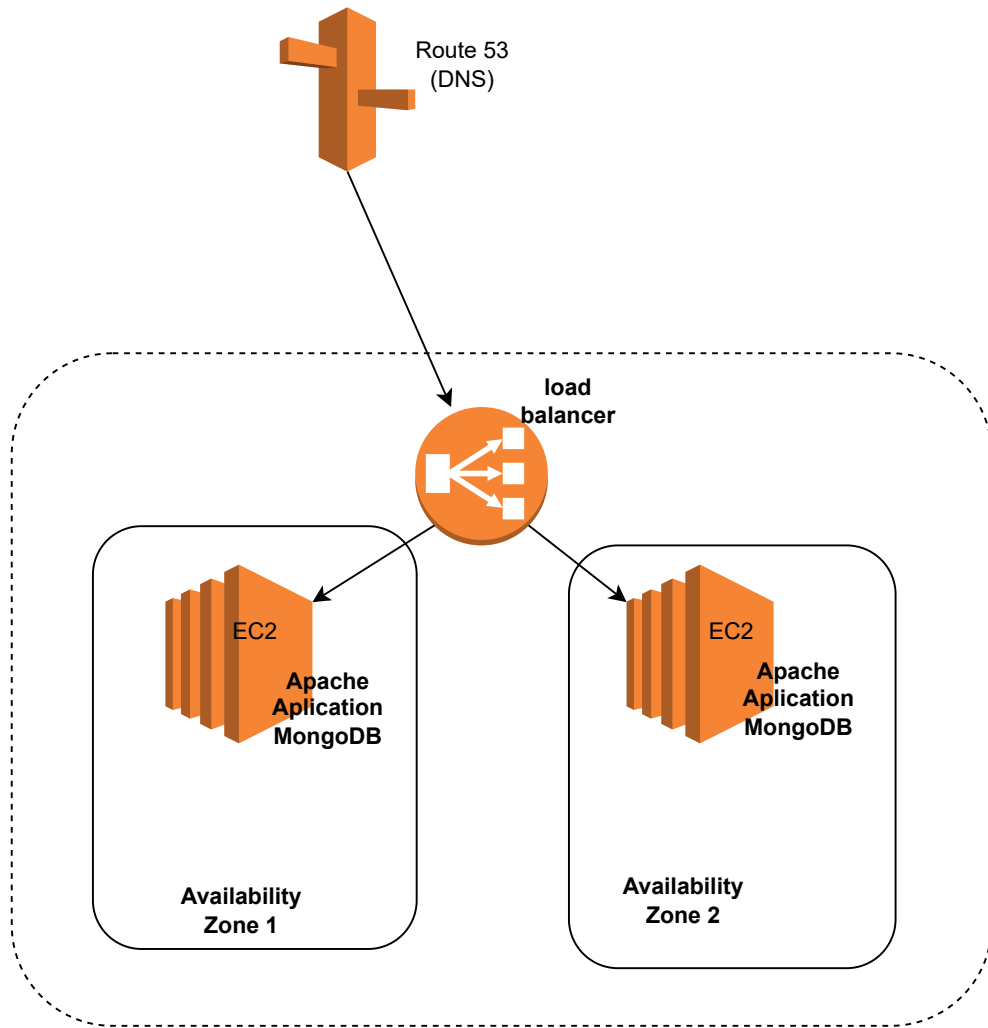 Route 53
(DNS)
load
balancer
EC2
Apache
Aplication
MongoDB
Availability
Zone 1
EC2
Apache
Aplication
MongoDB
Availability
Zone 2